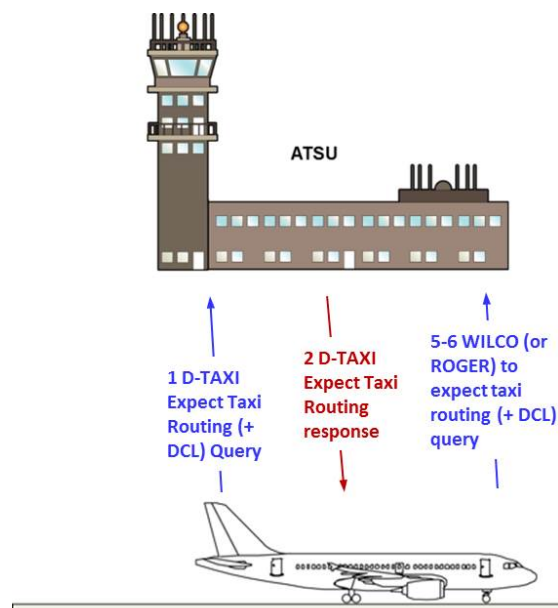 ATSU
1 D-TAXI
Expect Taxi
Routing (+
DCL) Query
2 D-TAXI
Expect Taxi
Routing
response
5-6 WILCO (or
ROGER) to
expect taxi
routing (+ DCL)
query